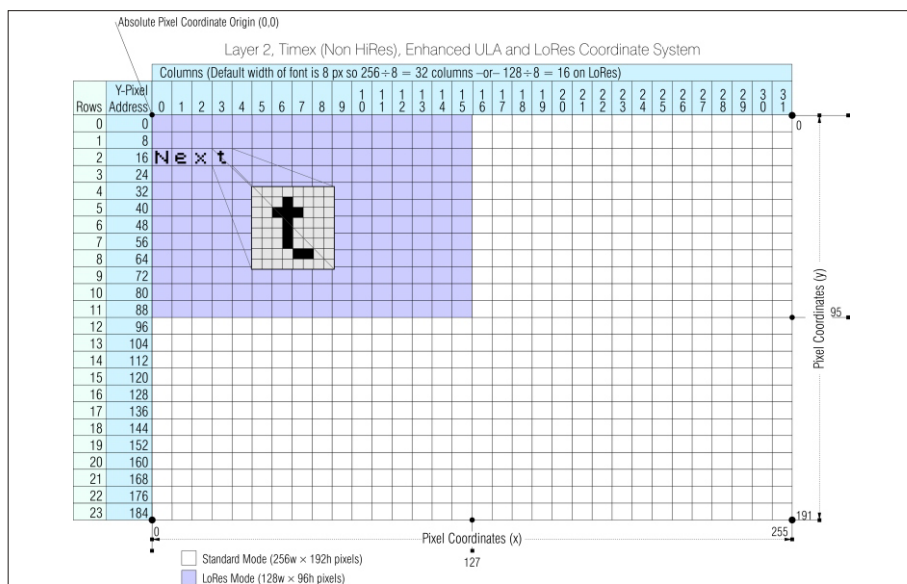 Absolute Pixel Coordinate Origin (0,0)
Layer 2, Timex (Non HiRes), Enhanced ULA and LoRes Coordinate System
Columns (Default width of font is 8 px so 256÷8 = 32 columns –or– 128÷8 = 16 on LoRes)
Rows Y-Pixel Address 0 1 2 3 4 5 6 7 8 9 10 11 12 13 14 15 16 17 18 19 20 21 22 23 24 25 26 27 28 29 30 31
0 0 0
1 8
2 16 Next
3 24
4 32
5 40
6 48
7 56
8 64
9 72
10 80
11 88
95
12 96
13 104
14 112
15 120
16 128
17 136
18 144
19 152
20 160
21 168
22 176
23 184 191
Pixel Coordinates (y)
0 Pixel Coordinates (x) 255
127
Standard Mode (256w × 192h pixels)
LoRes Mode (128w × 96h pixels)
t